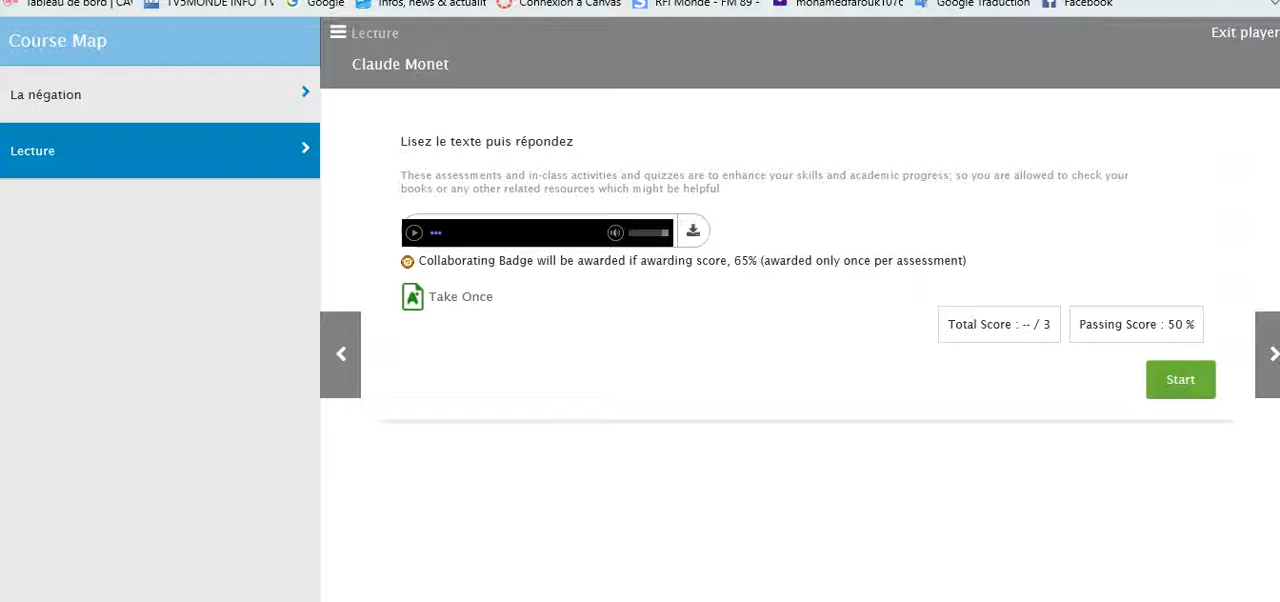 Tableau de bord | CA
TV5MONDE INFO TV
Google
Infos, news & actualit
Connexion à Canvas
RFI Monde - FM 89 -
mohamedfarouk1076
Google Traduction
Facebook
Course Map
La négation
Lecture
Lecture
Exit player
Claude Monet
Lisez le texte puis répondez
These assessments and in-class activities and quizzes are to enhance your skills and academic progress; so you are allowed to check your
books or any other related resources which might be helpful
Collaborating Badge will be awarded if awarding score, 65% (awarded only once per assessment)
Take Once
Total Score : -- / 3
Passing Score : 50 %
Start